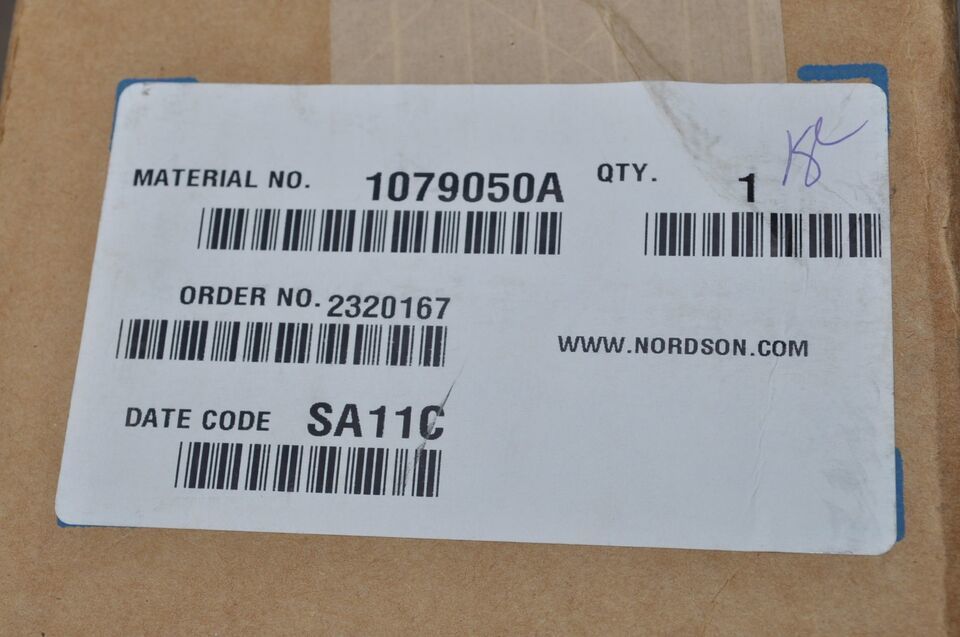 MATERIAL NO. 1079050A QTY. 1
ORDER NO. 2320167
WWW.NORDSON.COM
DATE CODE SA11C